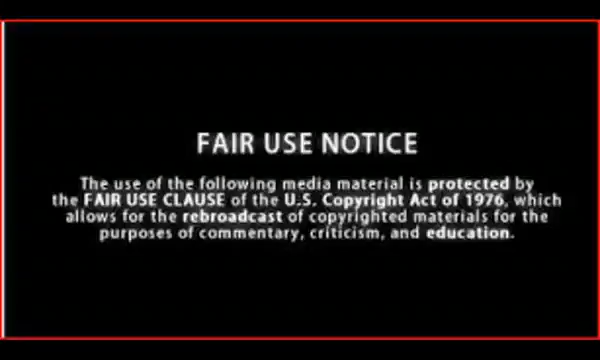 FAIR USE NOTICE
The use of the following media material is protected by
the FAIR USE CLAUSE of the U.S. Copyright Act of 1976, which
allows for the rebroadcast of copyrighted materials for the
purposes of commentary, criticism, and education.